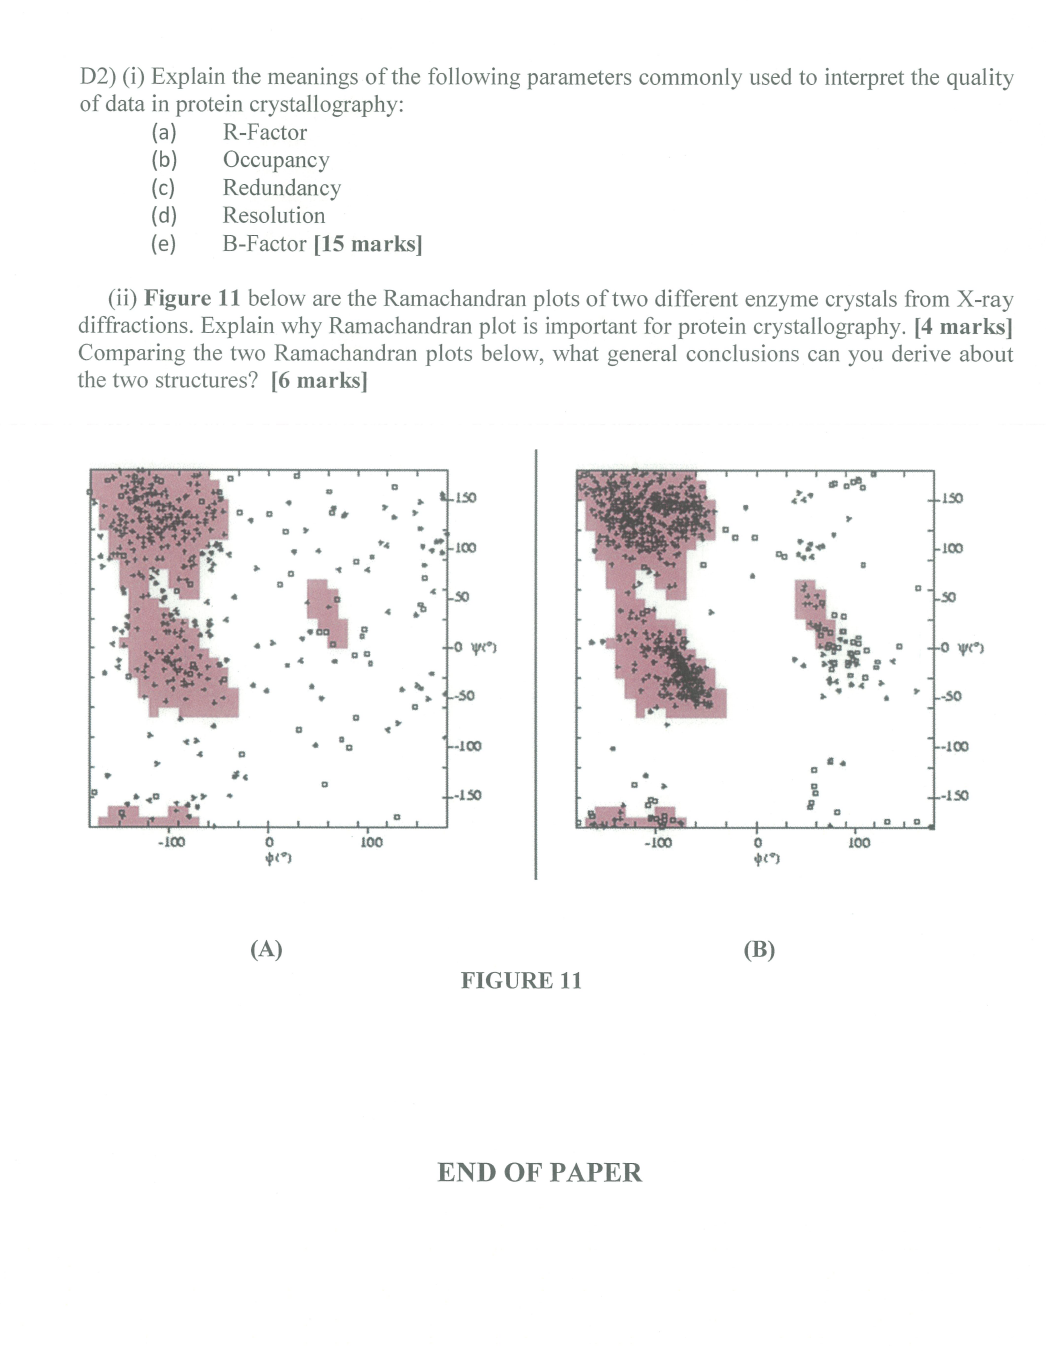 D2) (i) Explain the meanings of the following parameters commonly used to interpret the quality
of data in protein crystallography:
(a) R-Factor
(b) Occupancy
(c) Redundancy
(d) Resolution
(e) B-Factor [15 marks]
(ii) Figure 11 below are the Ramachandran plots of two different enzyme crystals from X-ray
diffractions. Explain why Ramachandran plot is important for protein crystallography. [4 marks]
Comparing the two Ramachandran plots below, what general conclusions can you derive about
the two structures? [6 marks]
150
100
50
0 ψ(°)
-50
-100
-150
-100 0 100
ϕ(°)
150
100
50
0 ψ(°)
-50
-100
-150
-100 0 100
ϕ(°)
(A) (B)
FIGURE 11
END OF PAPER